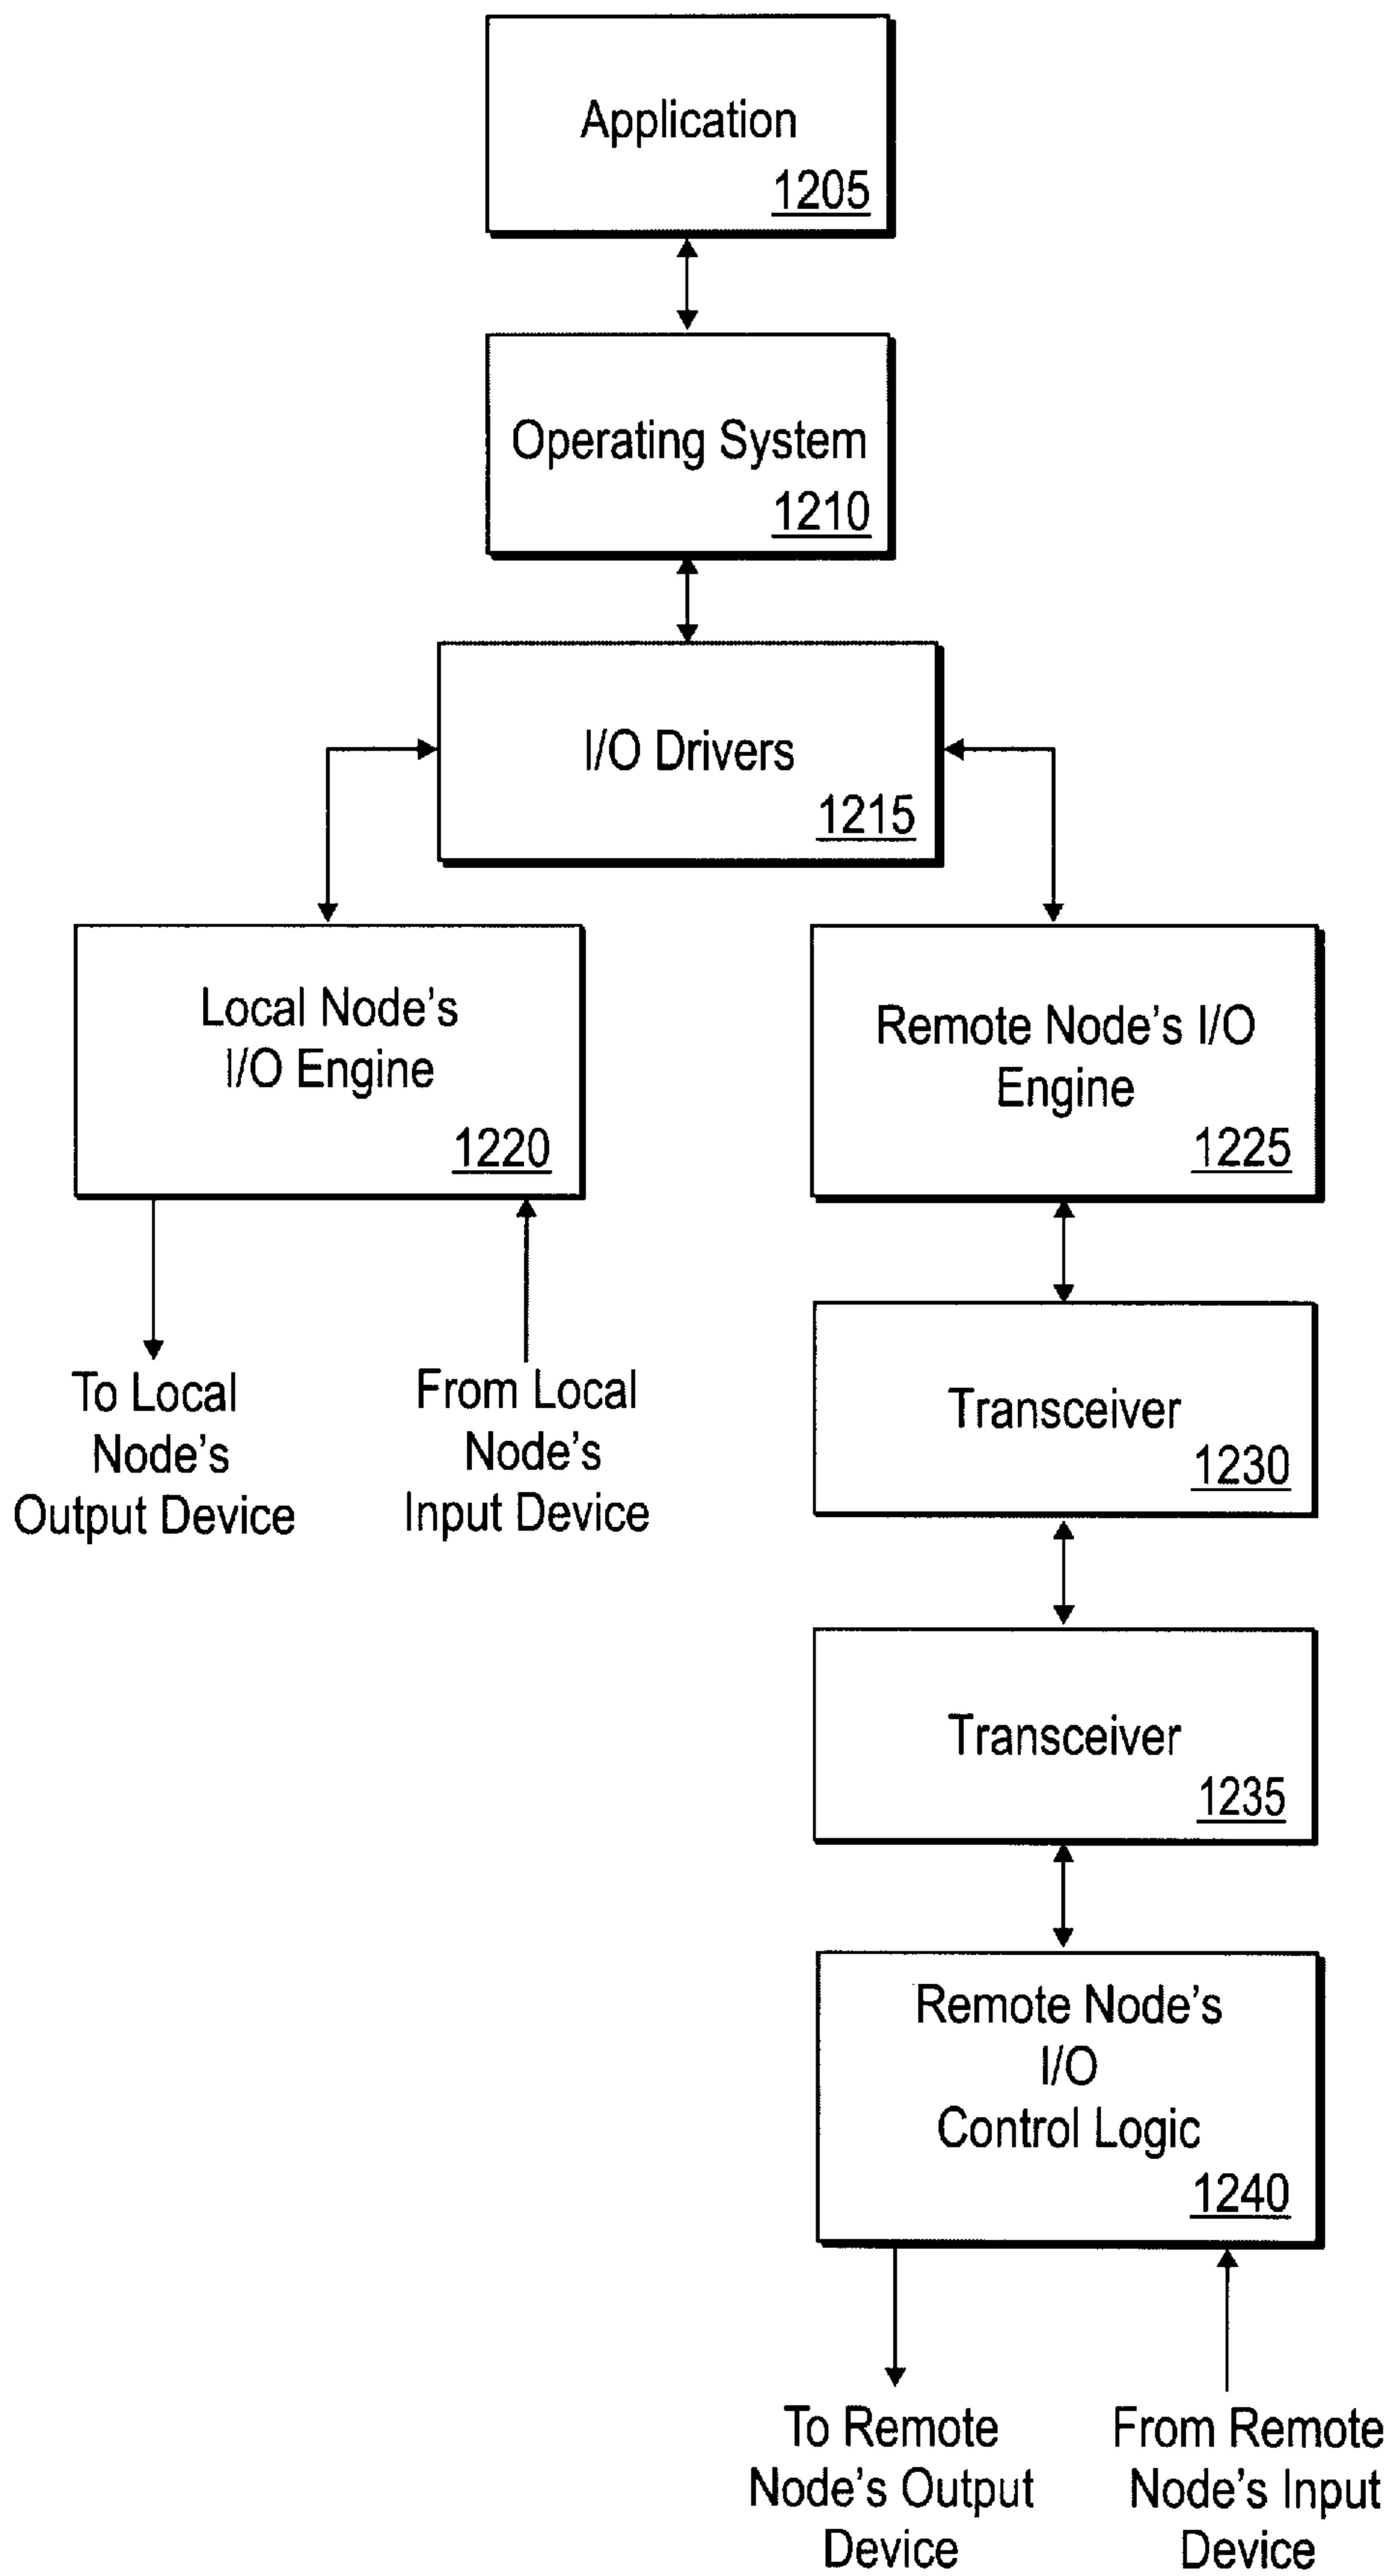 Application
1205
Operating System
1210
I/O Drivers
1215
Local Node's
I/O Engine
1220
Remote Node's I/O
Engine
1225
To Local
Node's
Output Device
From Local
Node's
Input Device
Transceiver
1230
Transceiver
1235
Remote Node's
I/O
Control Logic
1240
To Remote
Node's Output
Device
From Remote
Node's Input
Device